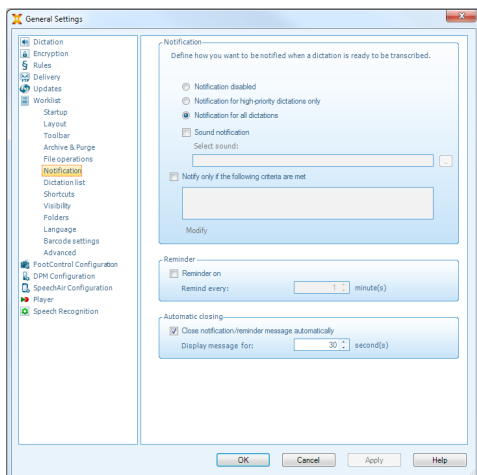 General Settings
Dictation
Encryption
Rules
Delivery
Updates
Worklist
Startup
Layout
Toolbar
Archive & Purge
File operations
Notification
Dictation list
Shortcuts
Visibility
Folders
Language
Barcode settings
Advanced
FootControl Configuration
DPM Configuration
SpeechAir Configuration
Player
Speech Recognition
Notification
Define how you want to be notified when a dictation is ready to be transcribed.
Notification disabled
Notification for high-priority dictations only
Notification for all dictations
Sound notification
Select sound:
...
Notify only if the following criteria are met
Modify
Reminder
Reminder on
Remind every: 1 minute(s)
Automatic closing
Close notification/reminder message automatically
Display message for: 30 second(s)
OK Cancel Apply Help